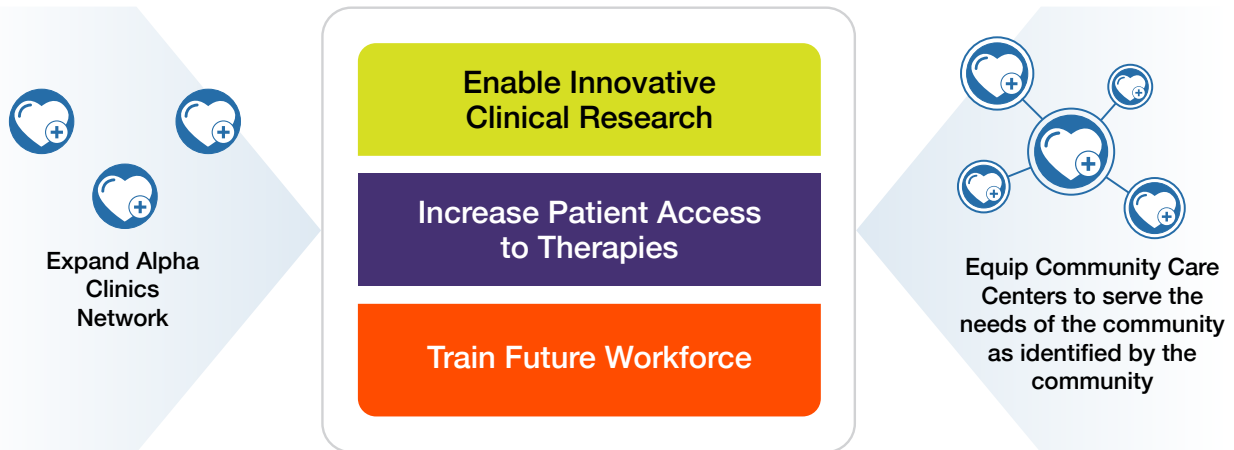 Expand Alpha
Clinics
Network
Enable Innovative
Clinical Research
Increase Patient Access
to Therapies
Train Future Workforce
Equip Community Care
Centers to serve the
needs of the community
as identified by the
community